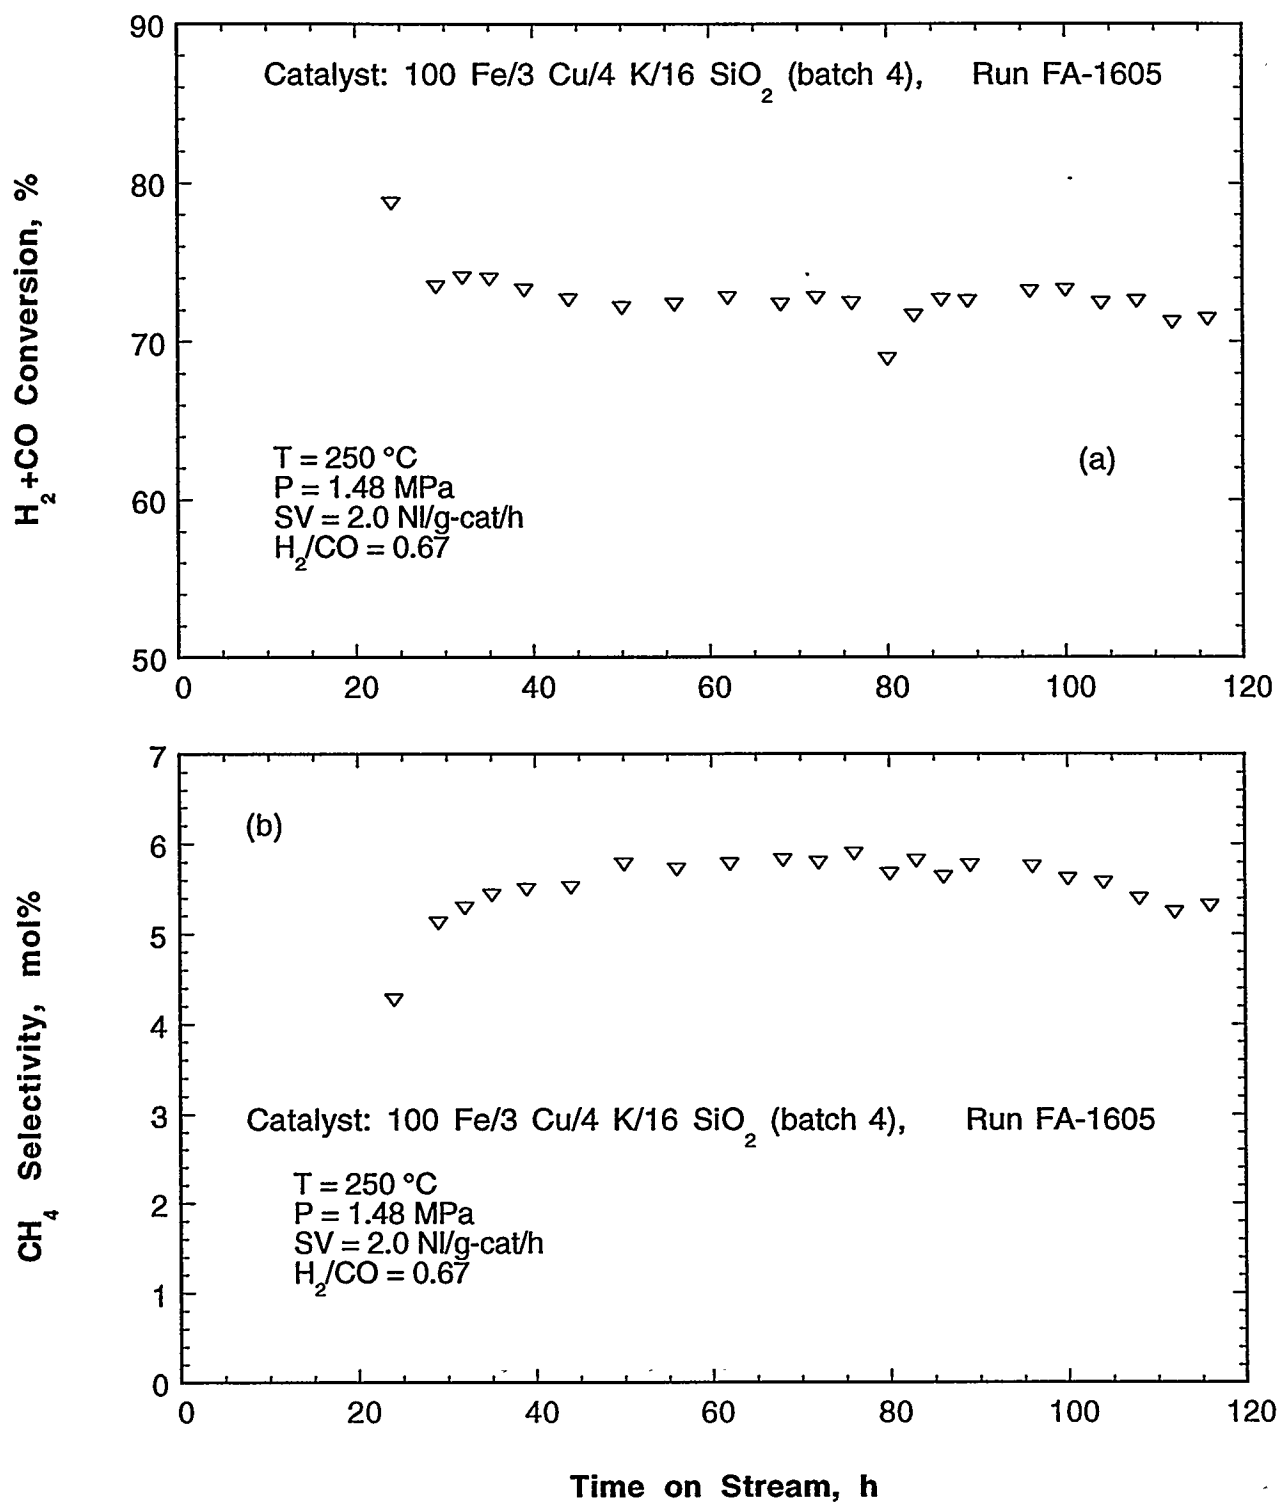 90
Catalyst: 100 Fe/3 Cu/4 K/16 SiO2 (batch 4), Run FA-1605
80
70
60
50
H2+CO Conversion, %
T = 250 °C
P = 1.48 MPa
SV = 2.0 Nl/g-cat/h
H2/CO = 0.67
(a)
0 20 40 60 80 100 120
7
6
5
4
3
2
1
0
CH4 Selectivity, mol%
(b)
Catalyst: 100 Fe/3 Cu/4 K/16 SiO2 (batch 4), Run FA-1605
T = 250 °C
P = 1.48 MPa
SV = 2.0 Nl/g-cat/h
H2/CO = 0.67
0 20 40 60 80 100 120
Time on Stream, h